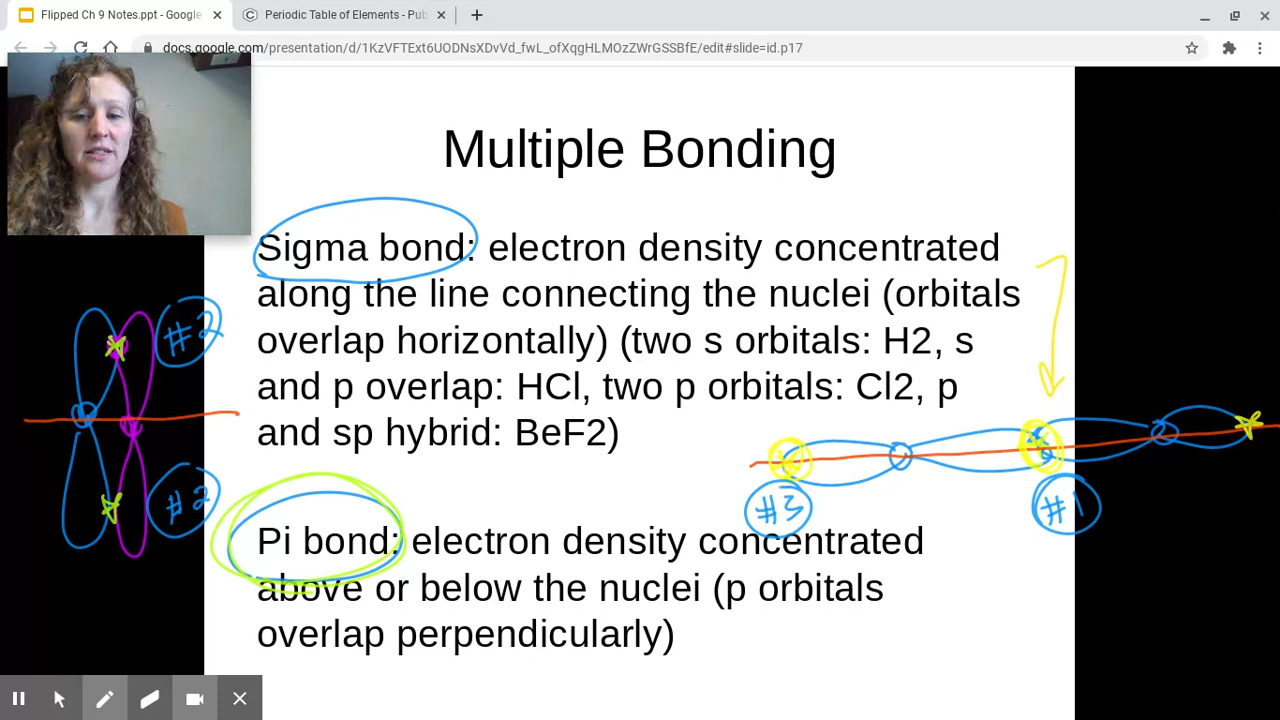 Flipped Ch 9 Notes.ppt - Google
Periodic Table of Elements - Pub
docs.google.com/presentation/d/1KzVFTExt6UODNsXDvVd_fwL_ofXqgHLMOzZWrGSSBfE/edit#slide=id.p17
Multiple Bonding
Sigma bond: electron density concentrated
along the line connecting the nuclei (orbitals
overlap horizontally) (two s orbitals: H2, s
and p overlap: HCl, two p orbitals: Cl2, p
and sp hybrid: BeF2)
Pi bond: electron density concentrated
above or below the nuclei (p orbitals
overlap perpendicularly)
#2
#2
#3
#1